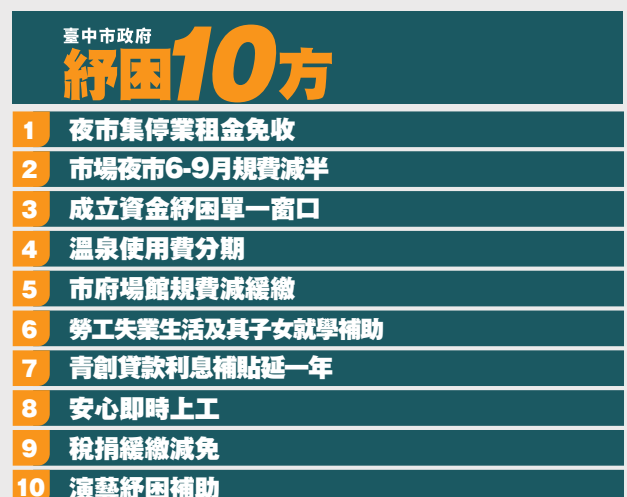 臺中市政府
紓困10方
1 夜市集停業租金免收
2 市場夜市6-9月規費減半
3 成立資金紓困單一窗口
4 溫泉使用費分期
5 市府場館規費減緩繳
6 勞工失業生活及其子女就學補助
7 青創貸款利息補貼延一年
8 安心即時上工
9 稅捐緩繳減免
10 演藝紓困補助